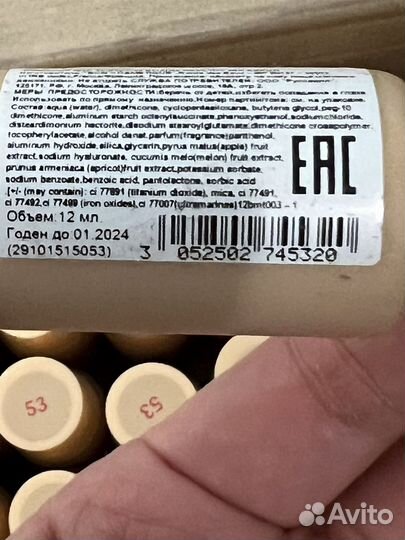 125171, Р.Ф., г. Москва, Ленинградское шоссе, 16А, стр 2.
МЕРЫ ПРЕДОСТОРОЖНОСТИ: беречь от детей, избегать попадания в глаза
Использовать по прямому назначению. Номер партии, см. на упаковке.
Состав: aqua (water), dimethicone, cyclopentasiloxane, butylene glycol, peg-10
dimethicone, aluminum starch octenylsuccinate, phenoxyethanol, sodium chloride,
disteardimonium hectorite, disodium stearoyl glutamate, dimethicone crosspolymer,
tocopheryl acetate, alcohol denat, parfum (fragrance) panthenol,
aluminum hydroxide, silica, glycerin, pyrus malus (apple) fruit
extract, sodium hyaluronate, cucumis melo (melon) fruit extract,
prunus armeniaca (apricot) fruit extract, potassium sorbate,
sodium benzoate, benzoic acid, pantolactone, sorbic acid
[+/- (may contain): ci 77891 (titanium dioxide), mica, ci 77491,
ci 77492, ci 77499 (iron oxides), ci 77007 (ultramarines) 12bmt003 - 1
Объем: 12 мл.
Годен до 01.2024
(29101515053)
3 052502 745320
EAC
53
53
Avito